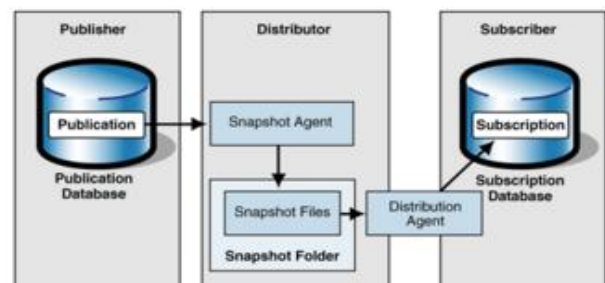 Publisher
Distributor
Subscriber
Publication
Snapshot Agent
Subscription
Publication
Database
Subscription
Database
Snapshot Files
Distribution
Agent
Snapshot Folder